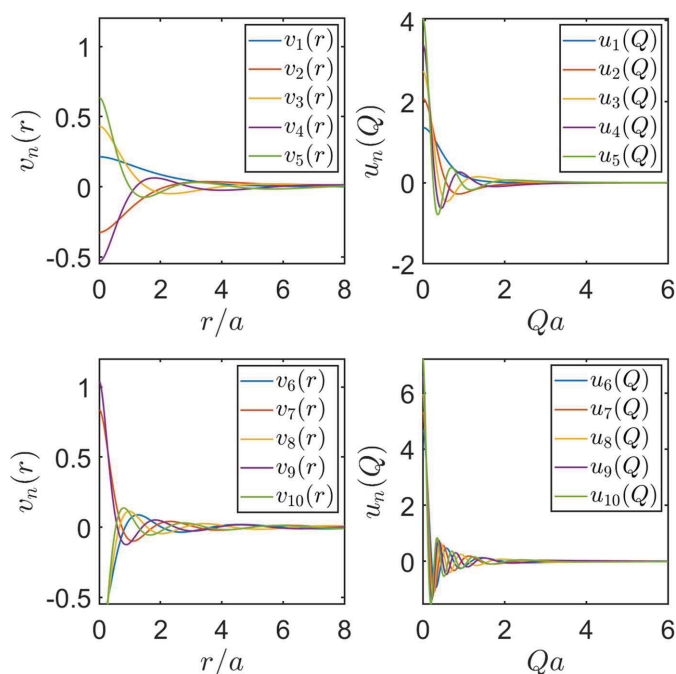 1
0.5
0
-0.5
0 2 4 6 8
v_n(r)
r/a
v_1(r)
v_2(r)
v_3(r)
v_4(r)
v_5(r)
4
2
0
-2
0 2 4 6
u_n(Q)
Qa
u_1(Q)
u_2(Q)
u_3(Q)
u_4(Q)
u_5(Q)
1
0.5
0
-0.5
0 2 4 6 8
v_n(r)
r/a
v_6(r)
v_7(r)
v_8(r)
v_9(r)
v_10(r)
6
4
2
0
0 2 4 6
u_n(Q)
Qa
u_6(Q)
u_7(Q)
u_8(Q)
u_9(Q)
u_10(Q)